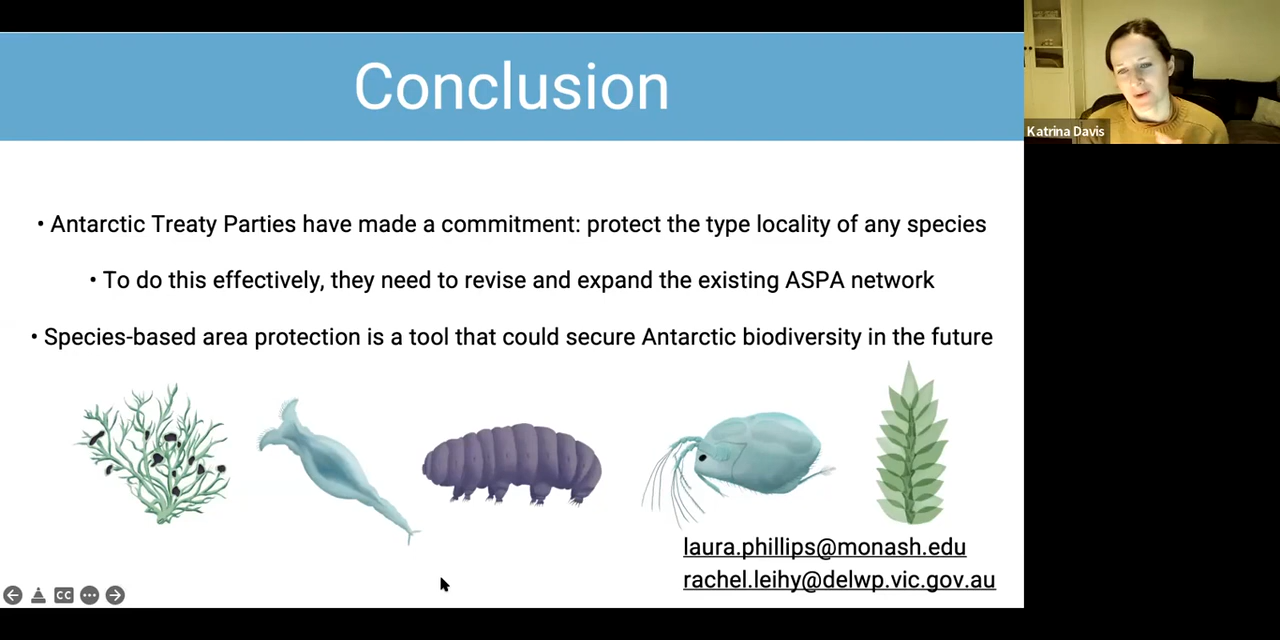 Conclusion
Katrina Davis
• Antarctic Treaty Parties have made a commitment: protect the type locality of any species
• To do this effectively, they need to revise and expand the existing ASPA network
• Species-based area protection is a tool that could secure Antarctic biodiversity in the future
laura.phillips@monash.edu
rachel.leihy@delwp.vic.gov.au
CC